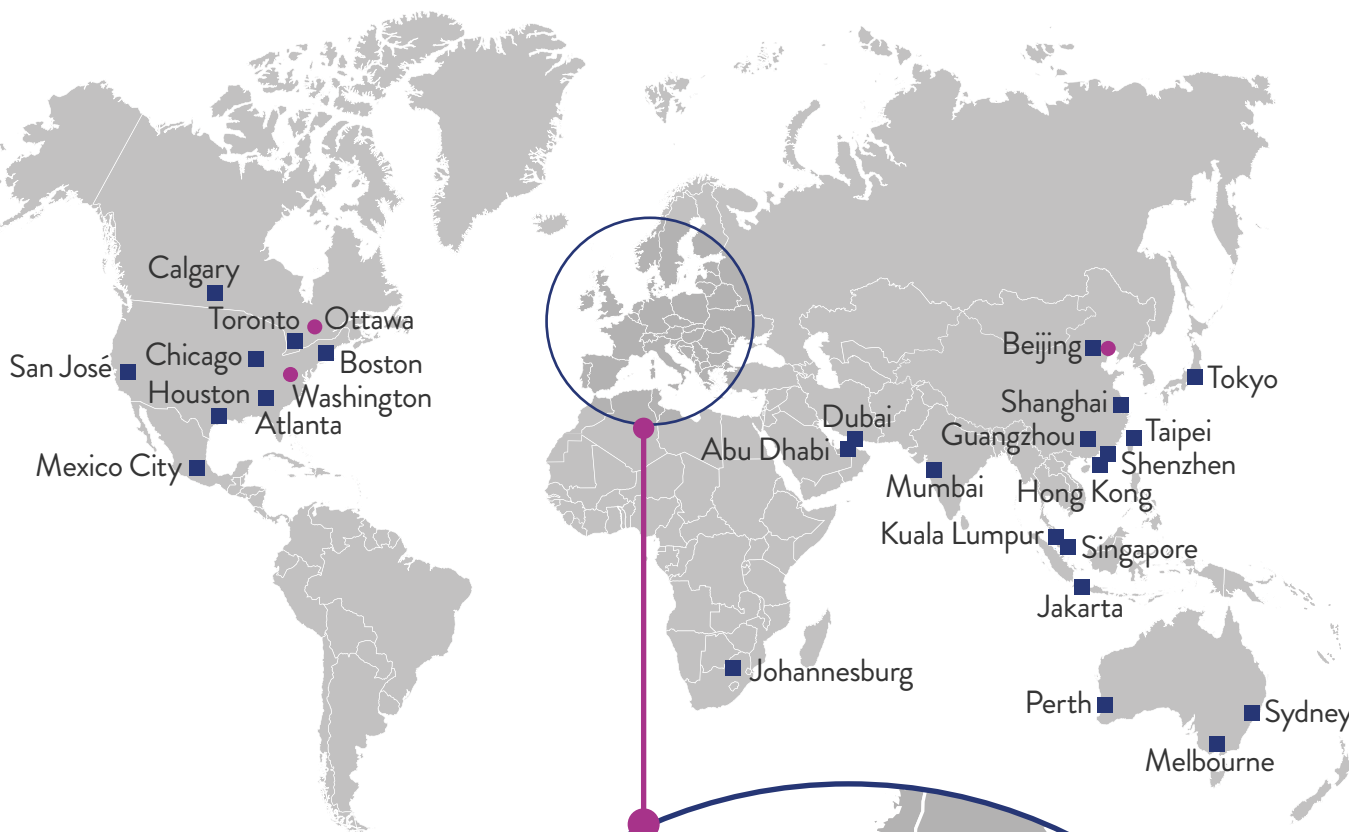 Calgary
Toronto
Ottawa
San José
Chicago
Boston
Houston
Washington
Atlanta
Mexico City
Beijing
Tokyo
Shanghai
Dubai
Guangzhou
Taipei
Abu Dhabi
Shenzhen
Mumbai
Hong Kong
Kuala Lumpur
Singapore
Jakarta
Johannesburg
Perth
Sydney
Melbourne